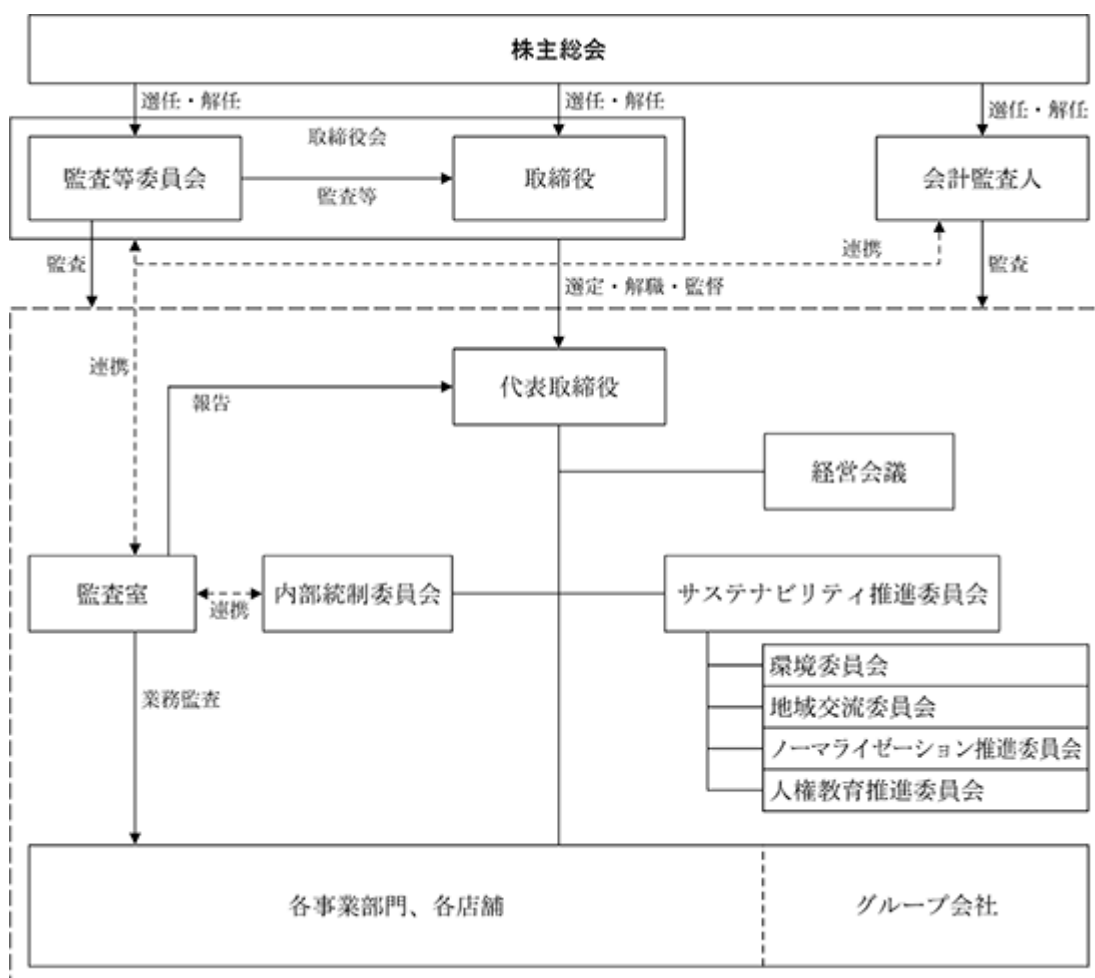 株主総会
選任・解任
選任・解任
選任・解任
取締役会
監査等委員会
監査等
取締役
会計監査人
監査
連携
監査
選定・解職・監督
連携
代表取締役
報告
経営会議
監査室
連携
内部統制委員会
サステナビリティ推進委員会
環境委員会
業務監査
地域交流委員会
ノーマライゼーション推進委員会
人権教育推進委員会
各事業部門、各店舗
グループ会社